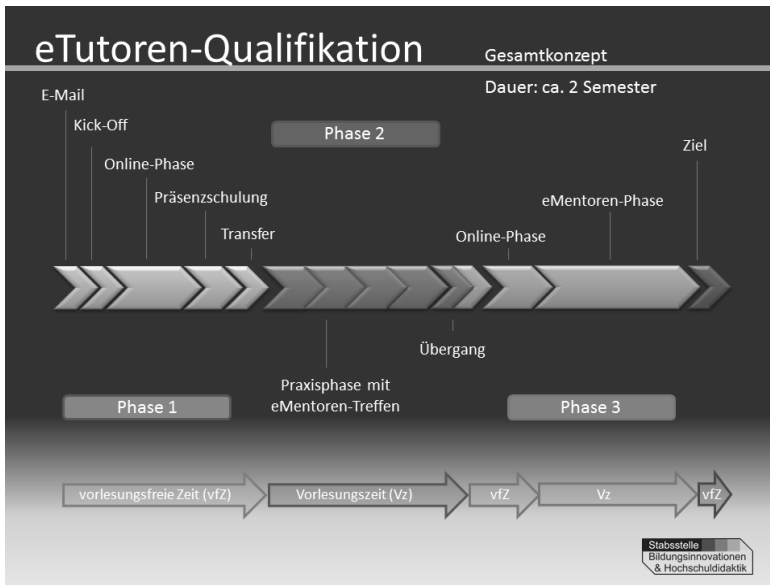 eTutoren-Qualifikation
Gesamtkonzept
Dauer: ca. 2 Semester
E-Mail
Kick-Off
Online-Phase
Präsenzschulung
Transfer
Phase 2
Online-Phase
eMentoren-Phase
Ziel
Übergang
Praxisphase mit
eMentoren-Treffen
Phase 1
Phase 3
vorlesungsfreie Zeit (vfZ)
Vorlesungszeit (Vz)
vfZ
Vz
vfZ
Stabsstelle
Bildungsinnovationen
& Hochschuldidaktik